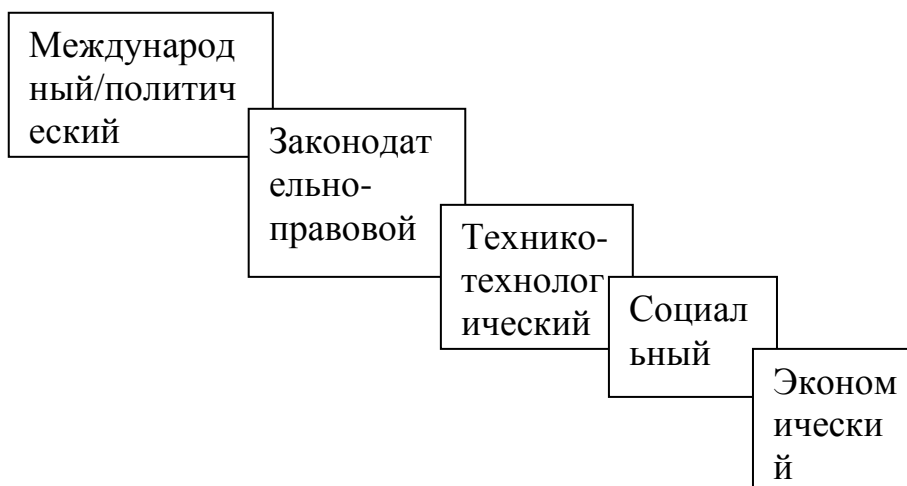 Международ
ный/политич
еский
Законодат
ельно-
правовой
Технико-
технолог
ический
Социал
ьный
Эконом
ически
й